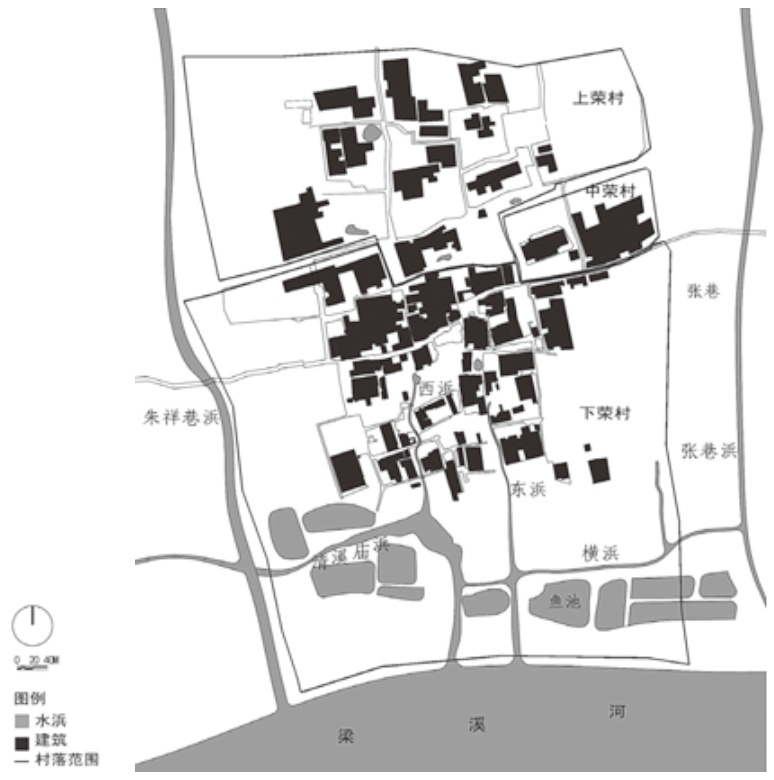 上荣村
中荣村
张巷
西浜
朱祥巷浜
下荣村
张巷浜
东浜
清溪庙浜
横浜
鱼池
0 20 40M
图例
水浜
建筑
村落范围
梁溪河